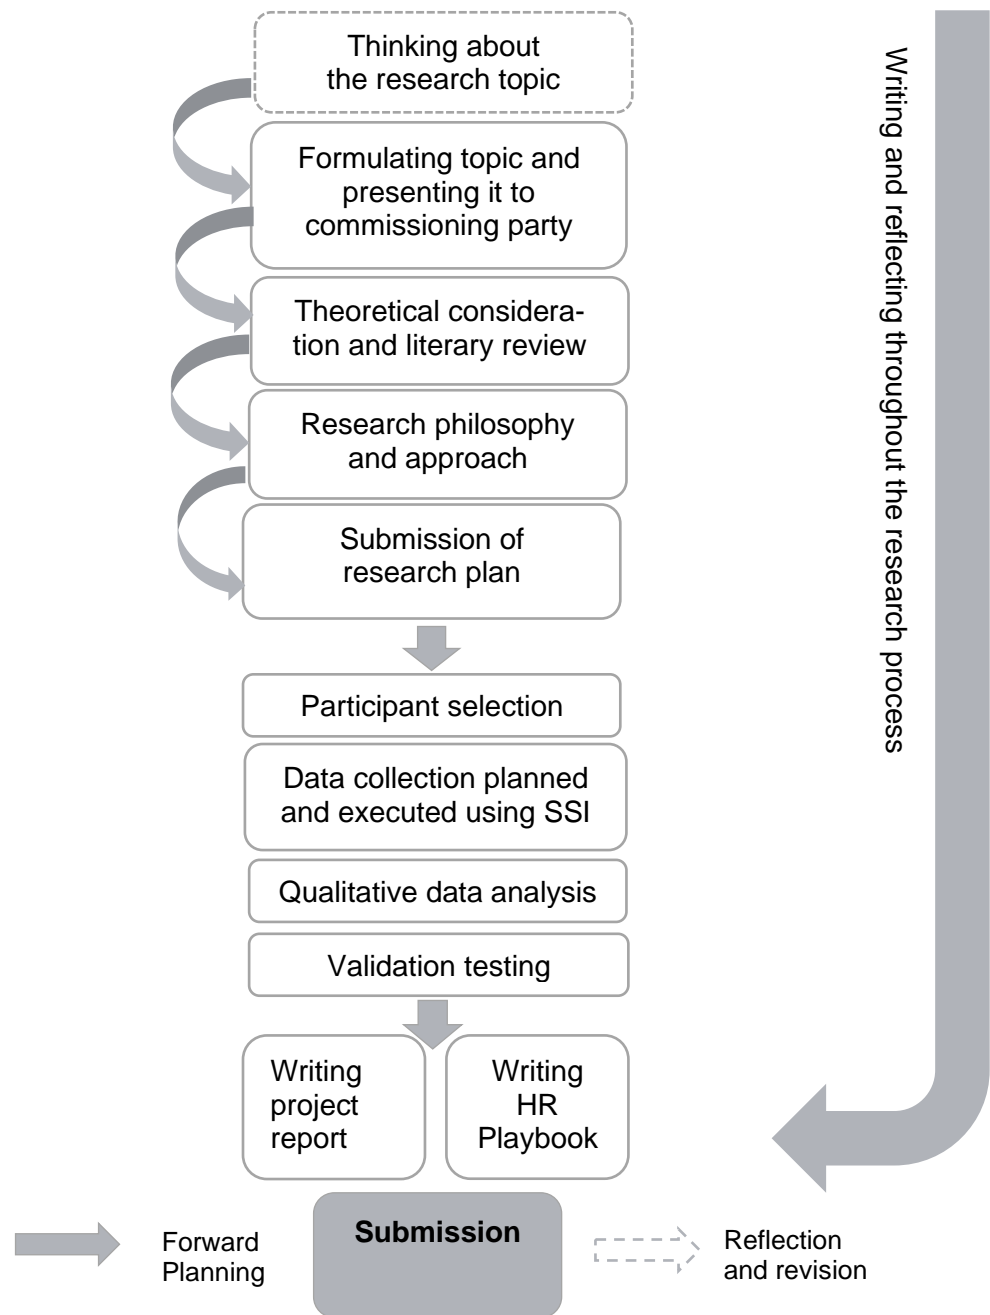 Thinking about
the research topic
Formulating topic and
presenting it to
commissioning party
Theoretical considera-
tion and literary review
Research philosophy
and approach
Submission of
research plan
Participant selection
Data collection planned
and executed using SSI
Qualitative data analysis
Validation testing
Writing
project
report
Writing
HR
Playbook
Submission
Forward
Planning
Reflection
and revision
Writing and reflecting throughout the research process